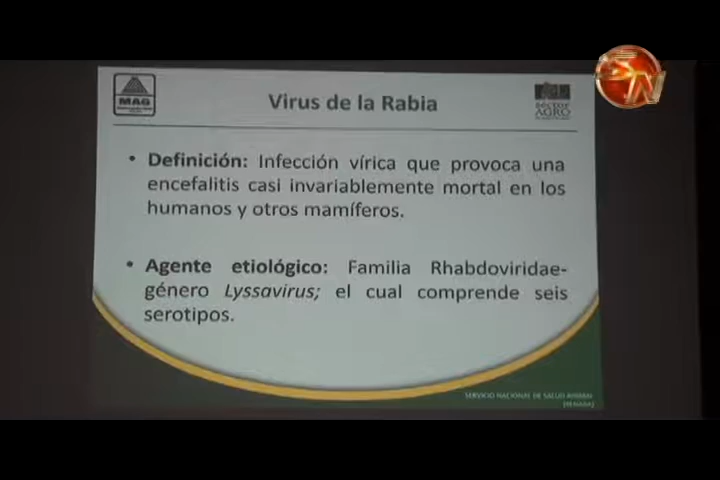 MAG
sector
AGRO
Virus de la Rabia
• Definición: Infección vírica que provoca una
encefalitis casi invariablemente mortal en los
humanos y otros mamíferos.
• Agente etiológico: Familia Rhabdoviridae-
género Lyssavirus; el cual comprende seis
serotipos.
SERVICIO NACIONAL DE SALUD ANIMAL
(SENASA)